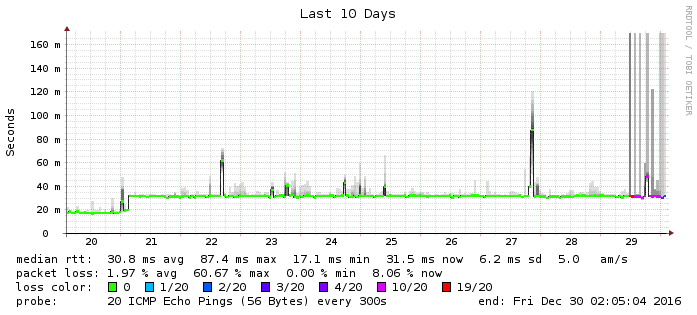 Last 10 Days
RRDTOOL / TOBI OETIKER
Seconds
160 m
140 m
120 m
100 m
80 m
60 m
40 m
20 m
0
20 21 22 23 24 25 26 27 28 29
median rtt: 30.8 ms avg 87.4 ms max 17.1 ms min 31.5 ms now 6.2 ms sd 5.0 am/s
packet loss: 1.97 % avg 60.67 % max 0.00 % min 8.06 % now
loss color: 0 1/20 2/20 3/20 4/20 10/20 19/20
probe: 20 ICMP Echo Pings (56 Bytes) every 300s end: Fri Dec 30 02:05:04 2016